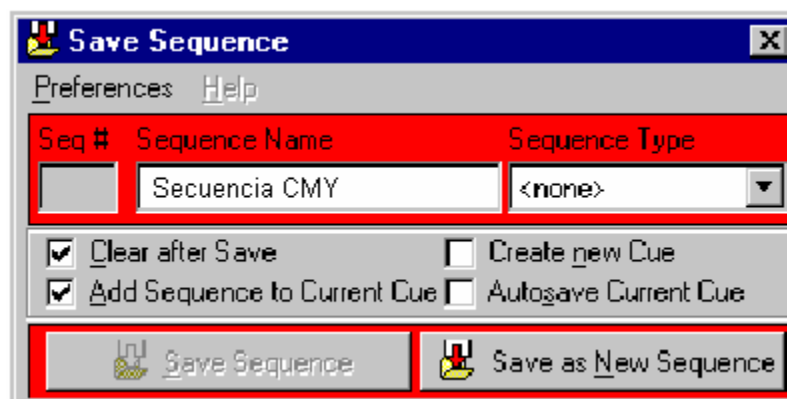 Save Sequence
Preferences Help
Seq # Sequence Name Sequence Type
Secuencia CMY <none>
Clear after Save Create new Cue
Add Sequence to Current Cue Autosave Current Cue
Save Sequence Save as New Sequence